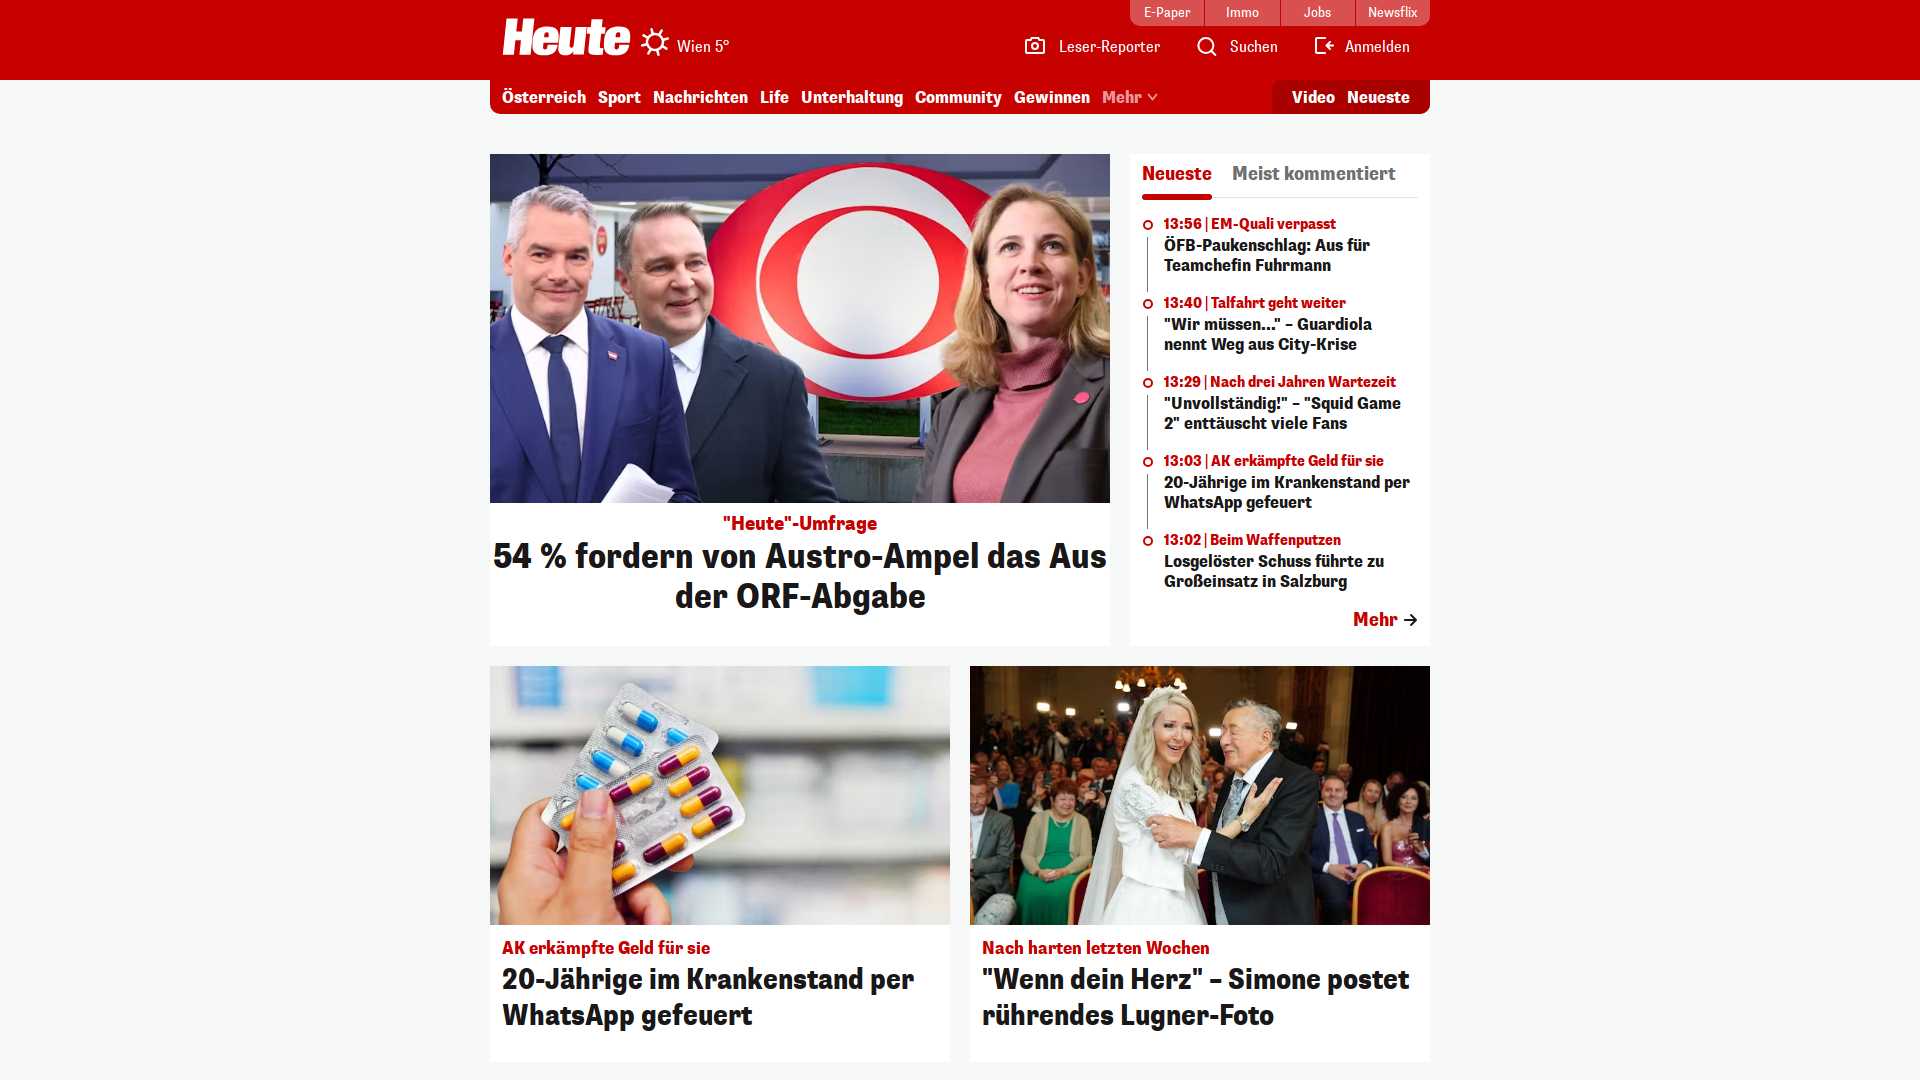 E-Paper
Immo
Jobs
Newsflix
Heute
Wien 5°
Leser-Reporter
Suchen
Anmelden
Österreich
Sport
Nachrichten
Life
Unterhaltung
Community
Gewinnen
Mehr
Video
Neueste
"Heute"-Umfrage
54 % fordern von Austro-Ampel das Aus
der ORF-Abgabe
Neueste
Meist kommentiert
13:56 | EM-Quali verpasst
ÖFB-Paukenschlag: Aus für
Teamchefin Fuhrmann
13:40 | Talfahrt geht weiter
"Wir müssen..." – Guardiola
nennt Weg aus City-Krise
13:29 | Nach drei Jahren Wartezeit
"Unvollständig!" – "Squid Game
2" enttäuscht viele Fans
13:03 | AK erkämpfte Geld für sie
20-Jährige im Krankenstand per
WhatsApp gefeuert
13:02 | Beim Waffenputzen
Losgelöster Schuss führte zu
Großeinsatz in Salzburg
Mehr
AK erkämpfte Geld für sie
20-Jährige im Krankenstand per
WhatsApp gefeuert
Nach harten letzten Wochen
"Wenn dein Herz" – Simone postet
rührendes Lugner-Foto